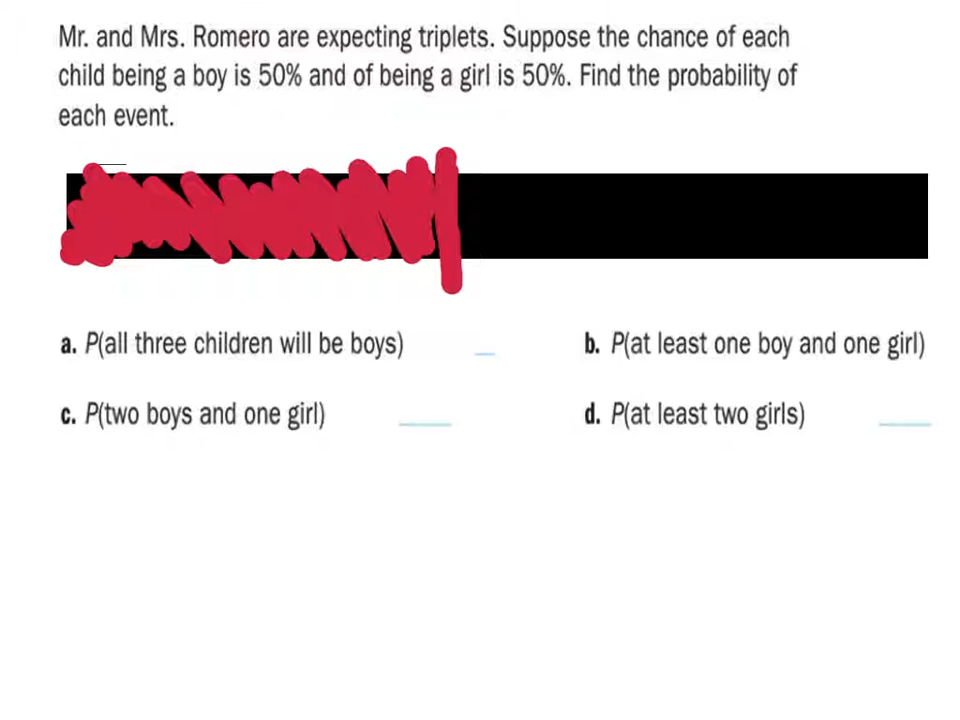 Mr. and Mrs. Romero are expecting triplets. Suppose the chance of each
child being a boy is 50% and of being a girl is 50%. Find the probability of
each event.
a. P(all three children will be boys)
b. P(at least one boy and one girl)
c. P(two boys and one girl)
d. P(at least two girls)